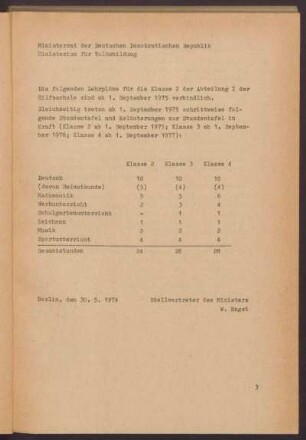 Ministerrat der Deutschen Demokratischen Republik
Ministerium für Volksbildung
Die folgenden Lehrpläne für die Klasse 2 der Abteilung I der
Hilfsschule sind ab 1. September 1975 verbindlich.
Gleichzeitig treten ab 1. September 1975 schrittweise fol-
gende Stundentafel und Erläuterungen zur Stundentafel in
Kraft (Klasse 2 ab 1. September 1975; Klasse 3 ab 1. Septem-
ber 1976; Klasse 4 ab 1. September 1977):
Klasse 2 Klasse 3 Klasse 4
Deutsch 10 10 10
(davon Heimatkunde) (3) (4) (4)
Mathematik 5 5 6
Werkunterricht 2 3 4
Schulgartenunterricht - 1 1
Zeichnen 1 1 1
Musik 2 2 2
Sportunterricht 4 4 4
Gesamtstunden 24 26 28
Berlin, den 30. 5. 1974 Stellvertreter des Ministers
W. Engst
3